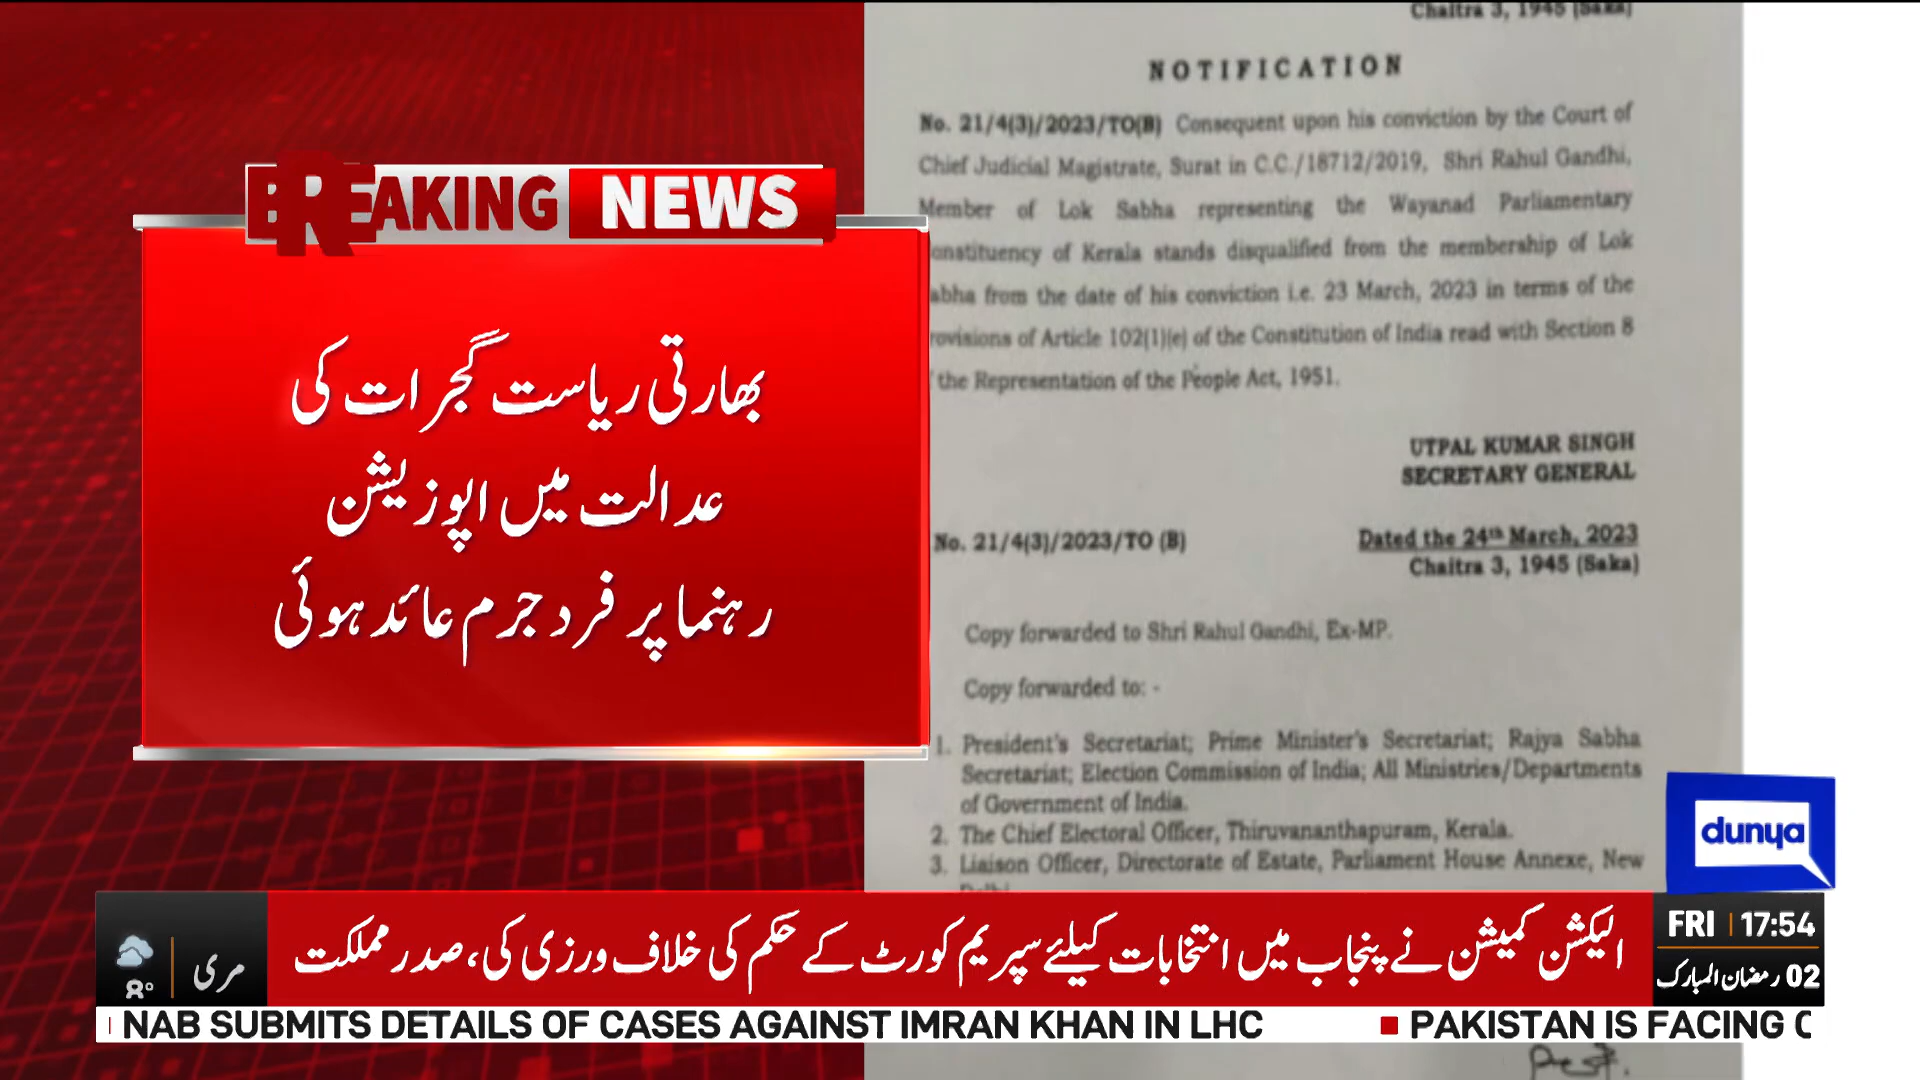 Chaitra 3, 1945 (Saka)
NOTIFICATION
No. 21/4(3)/2023/TO(B) Consequent upon his conviction by the Court of
Chief Judicial Magistrate, Surat in C.C./18712/2019, Shri Rahul Gandhi,
Member of Lok Sabha representing the Wayanad Parliamentary
onstituency of Kerala stands disqualified from the membership of Lok
abha from the date of his conviction i.e. 23 March, 2023 in terms of the
rovisions of Article 102(1)(e) of the Constitution of India read with Section 8
the Representation of the People Act, 1951.
UTPAL KUMAR SINGH
SECRETARY GENERAL
No. 21/4(3)/2023/TO (B)
Dated the 24th March, 2023
Chaitra 3, 1945 (Saka)
Copy forwarded to Shri Rahul Gandhi, Ex-MP.
Copy forwarded to: -
1. President's Secretariat; Prime Minister's Secretariat; Rajya Sabha
Secretariat; Election Commission of India; All Ministries/Departments
of Government of India.
2. The Chief Electoral Officer, Thiruvananthapuram, Kerala.
3. Liaison Officer, Directorate of Estate, Parliament House Annexe, New
BREAKING NEWS
بھارتی ریاست گجرات کی
عدالت میں اپوزیشن
رہنما پر فرد جرم عائد ہوئی
dunya
الیکشن کمیشن نے پنجاب میں انتخابات کیلئے سپریم کورٹ کے حکم کی خلاف ورزی کی، صدر مملکت
مری
8°
FRI 17:54
02 رمضان المبارک
NAB SUBMITS DETAILS OF CASES AGAINST IMRAN KHAN IN LHC
PAKISTAN IS FACING